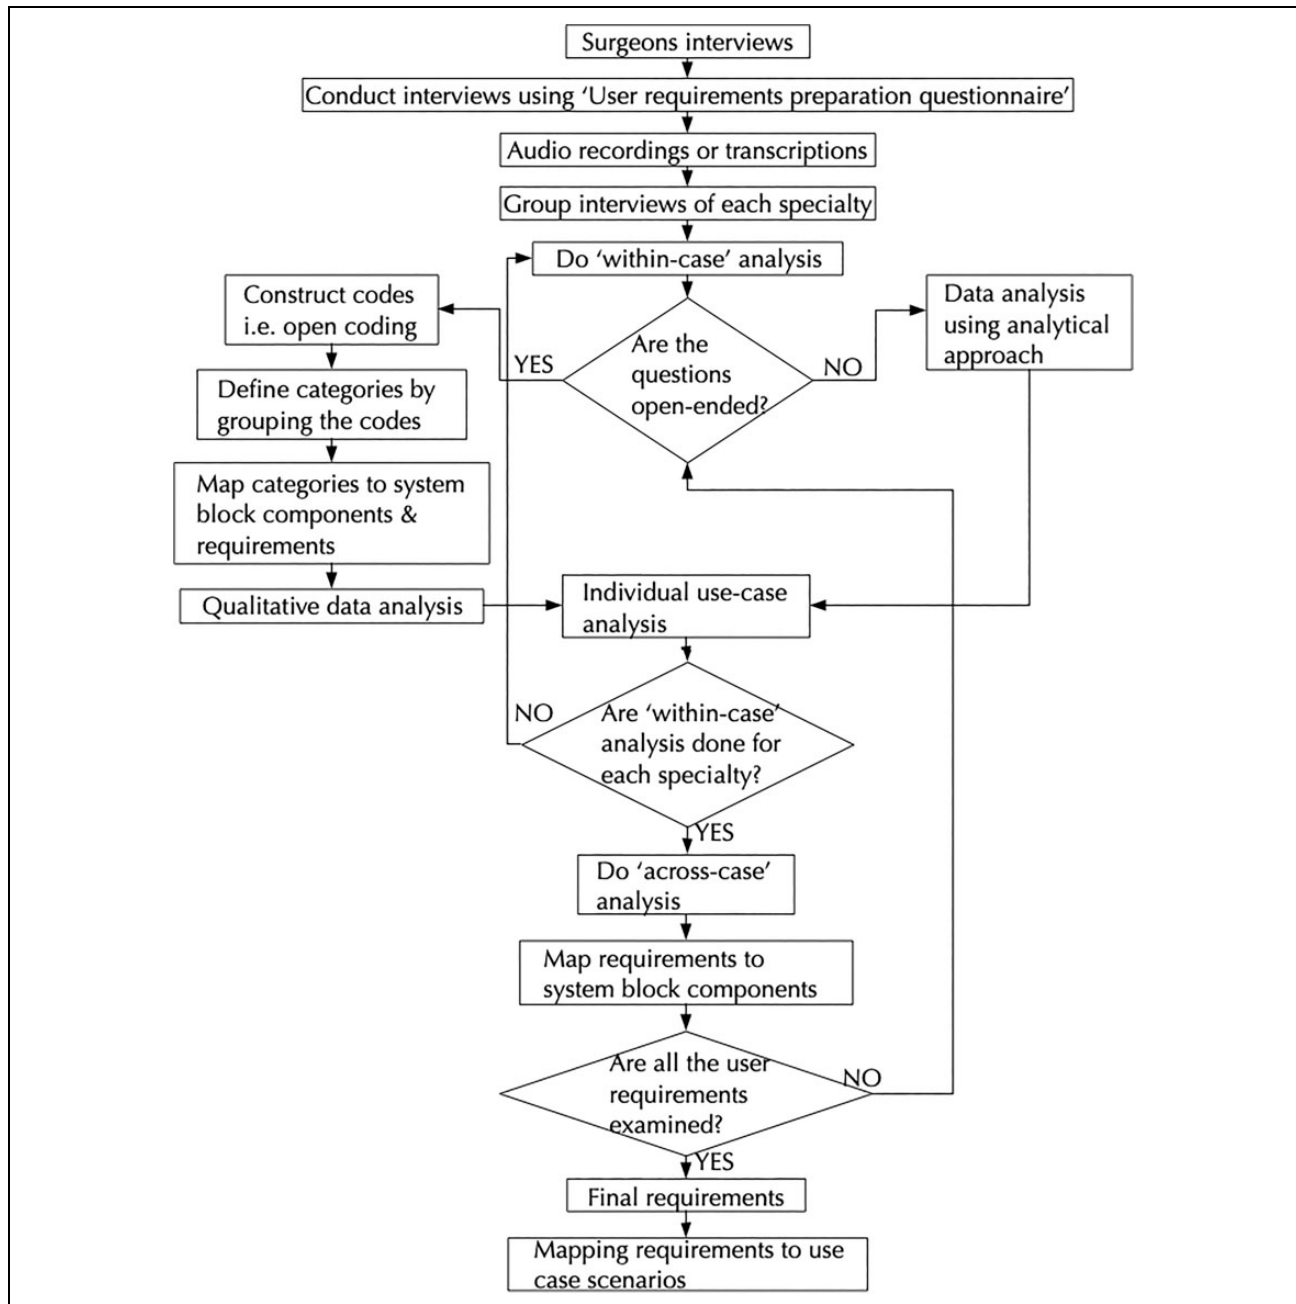 Surgeons interviews
Conduct interviews using ‘User requirements preparation questionnaire’
Audio recordings or transcriptions
Group interviews of each specialty
Do ‘within-case’ analysis
Construct codes
i.e. open coding
Data analysis
using analytical
approach
Are the
questions
open-ended?
YES
NO
Define categories by
grouping the codes
Map categories to system
block components &
requirements
Qualitative data analysis
Individual use-case
analysis
NO
Are ‘within-case’
analysis done for
each specialty?
YES
Do ‘across-case’
analysis
Map requirements to
system block components
Are all the user
requirements
examined?
NO
YES
Final requirements
Mapping requirements to use
case scenarios